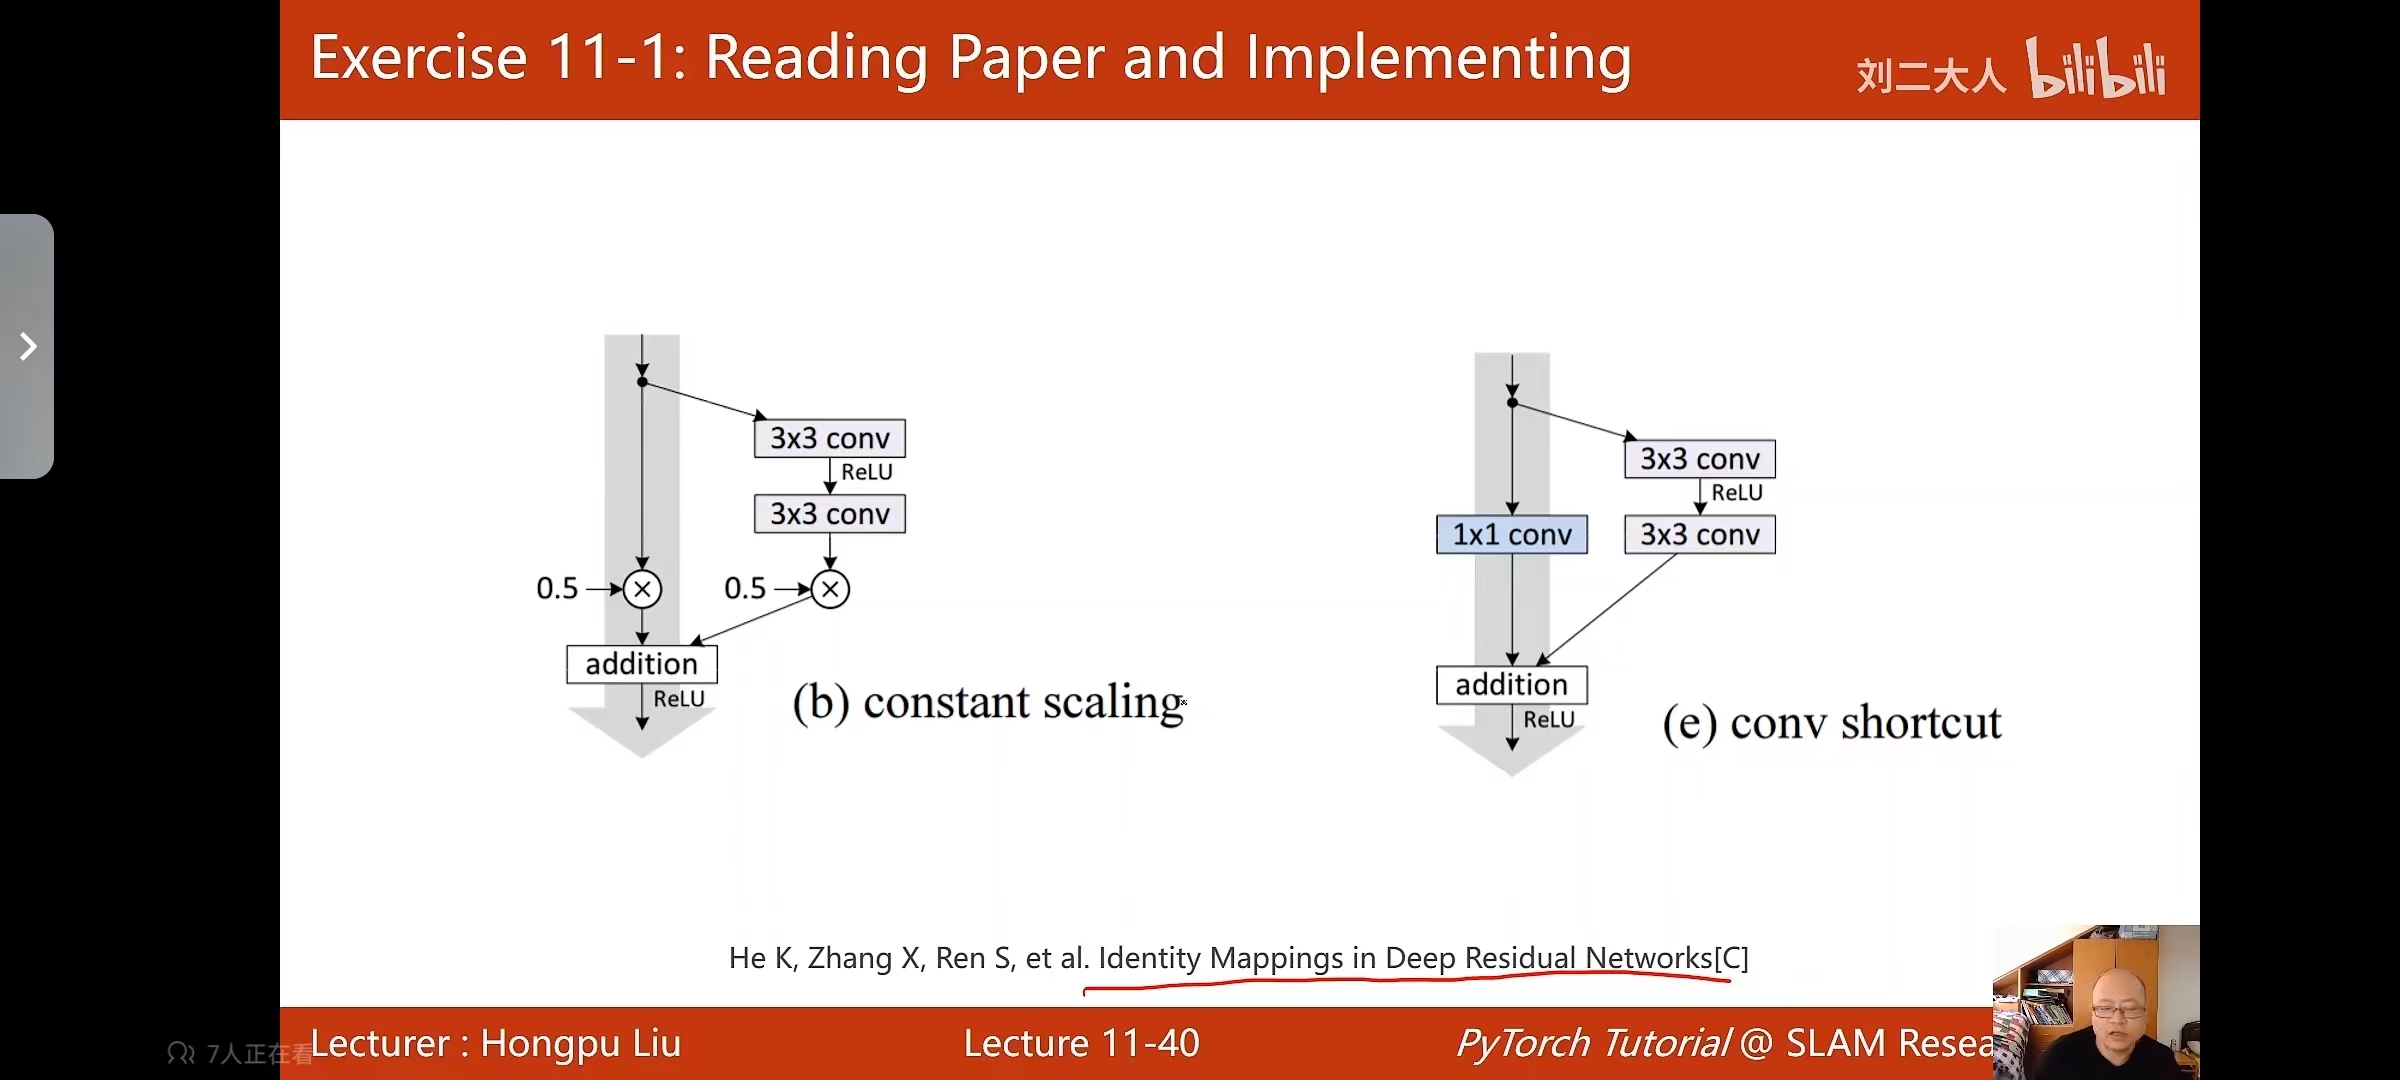 Exercise 11-1: Reading Paper and Implementing
刘二大人 bilibili
3x3 conv
ReLU
3x3 conv
0.5
0.5
addition
ReLU
(b) constant scaling
3x3 conv
ReLU
1x1 conv
3x3 conv
addition
ReLU
(e) conv shortcut
He K, Zhang X, Ren S, et al. Identity Mappings in Deep Residual Networks[C]
7人正在看
Lecturer : Hongpu Liu
Lecture 11-40
PyTorch Tutorial @ SLAM Resea